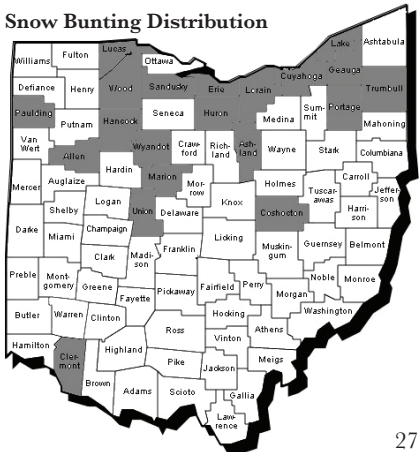 Snow Bunting Distribution
Williams
Fulton
Lucas
Ottawa
Lake
Ashtabula
Geauga
Cuyahoga
Defiance
Henry
Wood
Sandusky
Erie
Lorain
Trumbull
Paulding
Putnam
Hancock
Seneca
Huron
Medina
Sum-
mit
Portage
Mahoning
Van
Wert
Allen
Wyandot
Craw-
ford
Rich-
land
Ash-
land
Wayne
Stark
Columbiana
Mercer
Auglaize
Hardin
Marion
Mor-
row
Holmes
Carroll
Tuscar-
awas
Jeffer-
son
Shelby
Logan
Union
Delaware
Knox
Coshocton
Harri-
son
Darke
Miami
Champaign
Licking
Guernsey
Belmont
Clark
Madi-
son
Franklin
Muskin-
gum
Preble
Mont-
gomery
Greene
Fayette
Pickaway
Fairfield
Perry
Noble
Monroe
Morgan
Butler
Warren
Clinton
Hocking
Washington
Ross
Athens
Hamilton
Cler-
mont
Highland
Vinton
Brown
Adams
Pike
Scioto
Jackson
Meigs
Gallia
Law-
rence
27